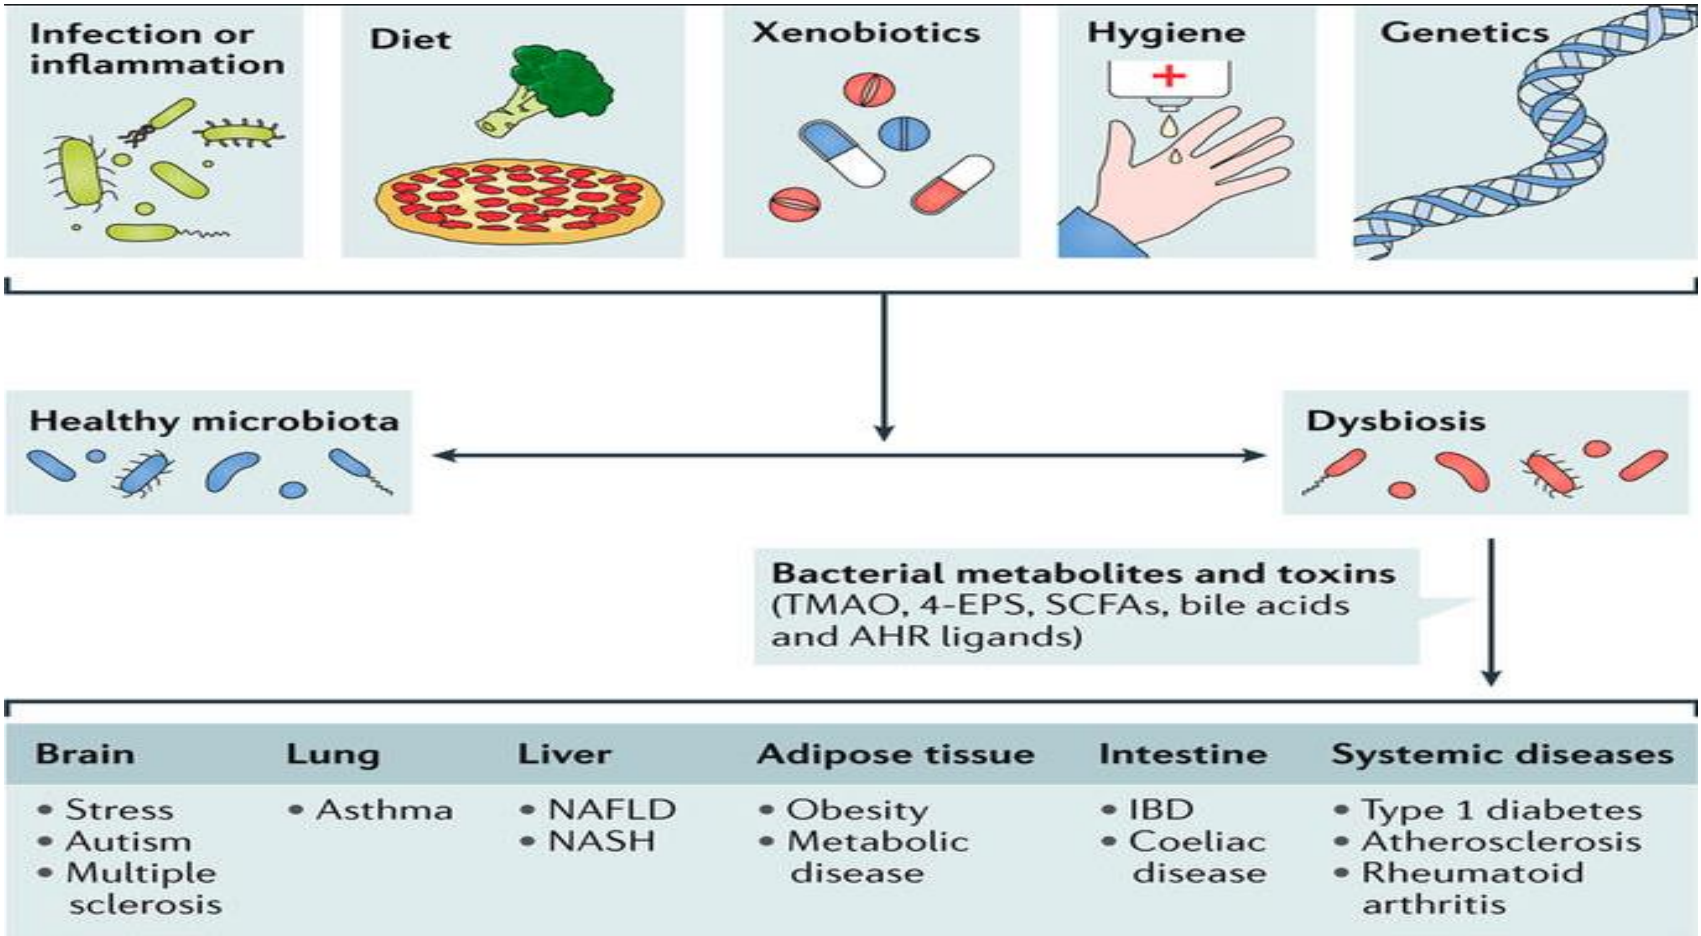 Infection or
inflammation
Diet
Xenobiotics
Hygiene
Genetics
Healthy microbiota
Dysbiosis
Bacterial metabolites and toxins
(TMAO, 4-EPS, SCFAs, bile acids
and AHR ligands)
Brain
• Stress
• Autism
• Multiple
sclerosis
Lung
• Asthma
Liver
• NAFLD
• NASH
Adipose tissue
• Obesity
• Metabolic
disease
Intestine
• IBD
• Coeliac
disease
Systemic diseases
• Type 1 diabetes
• Atherosclerosis
• Rheumatoid
arthritis